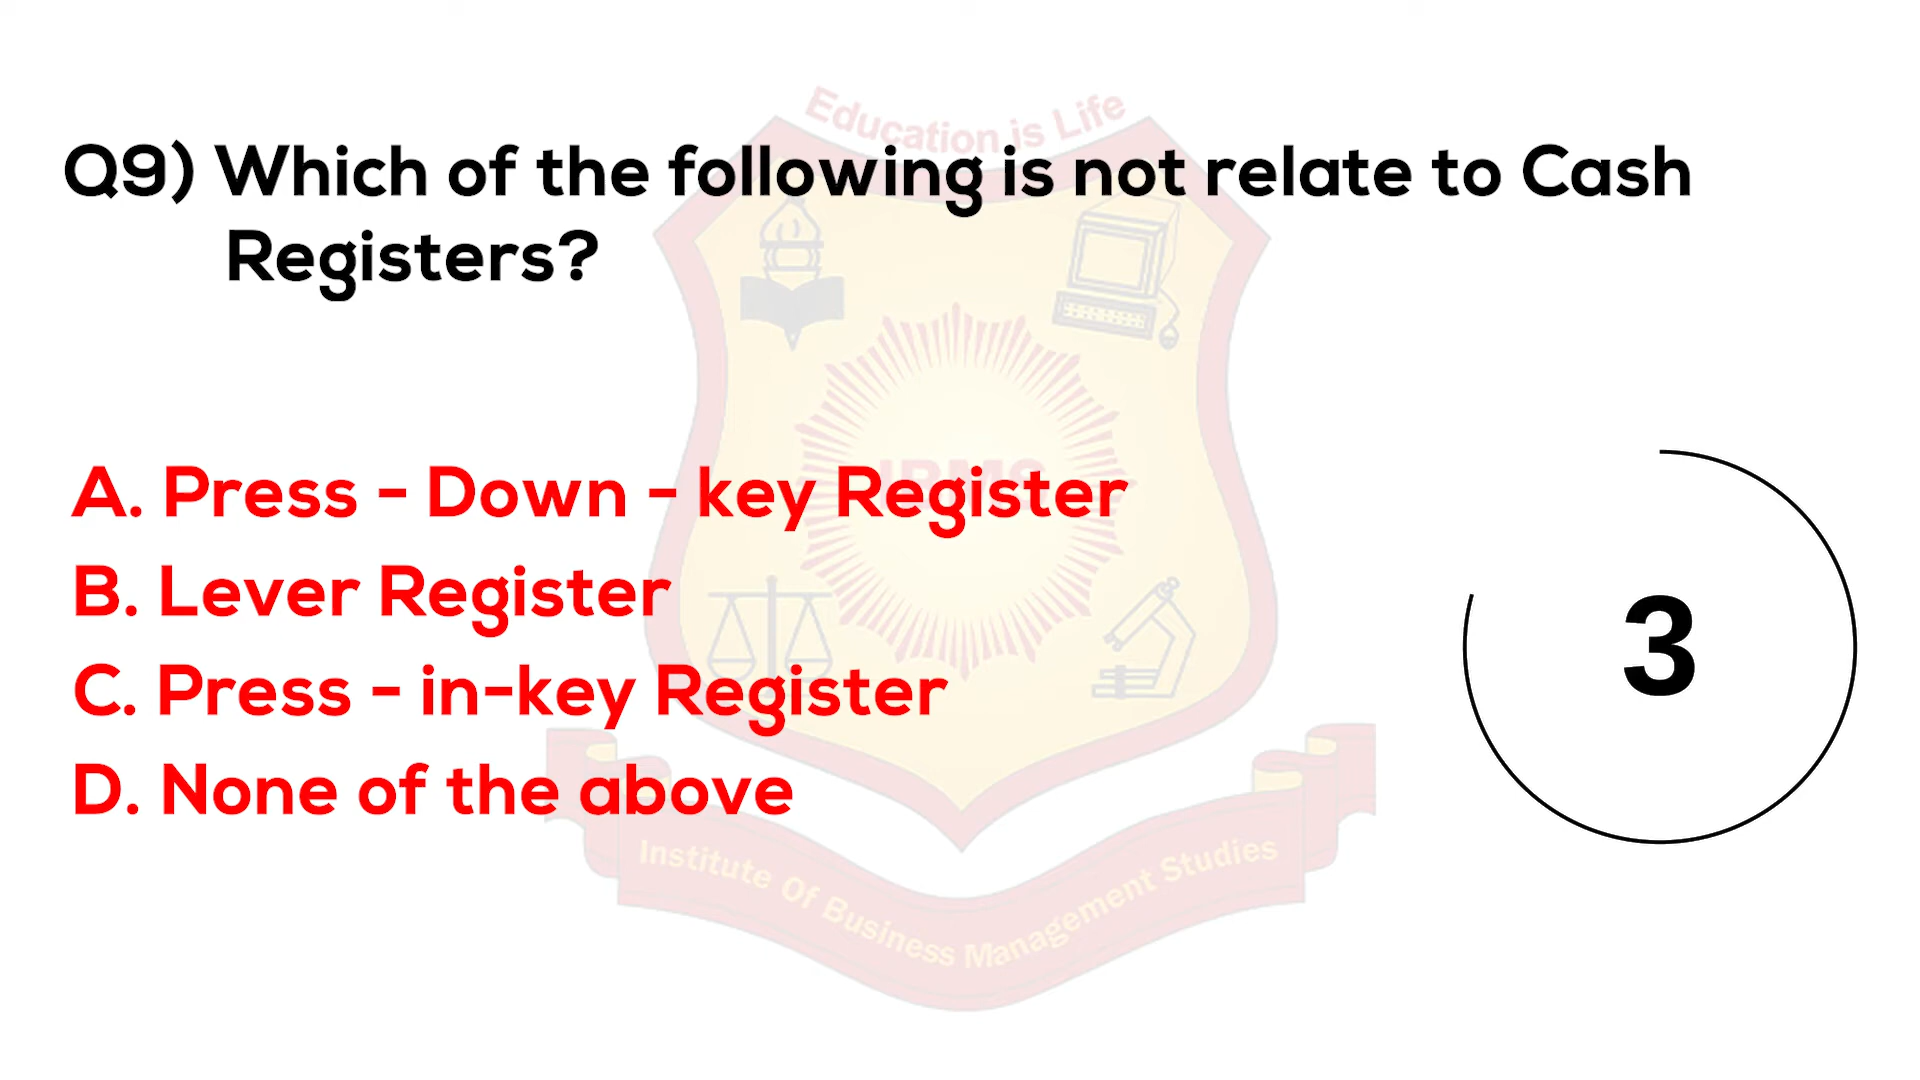 Education is Life
Q9) Which of the following is not relate to Cash
Registers?
IBMS
A. Press - Down - key Register
B. Lever Register
C. Press - in-key Register
D. None of the above
3
Institute Of Business Management Studies